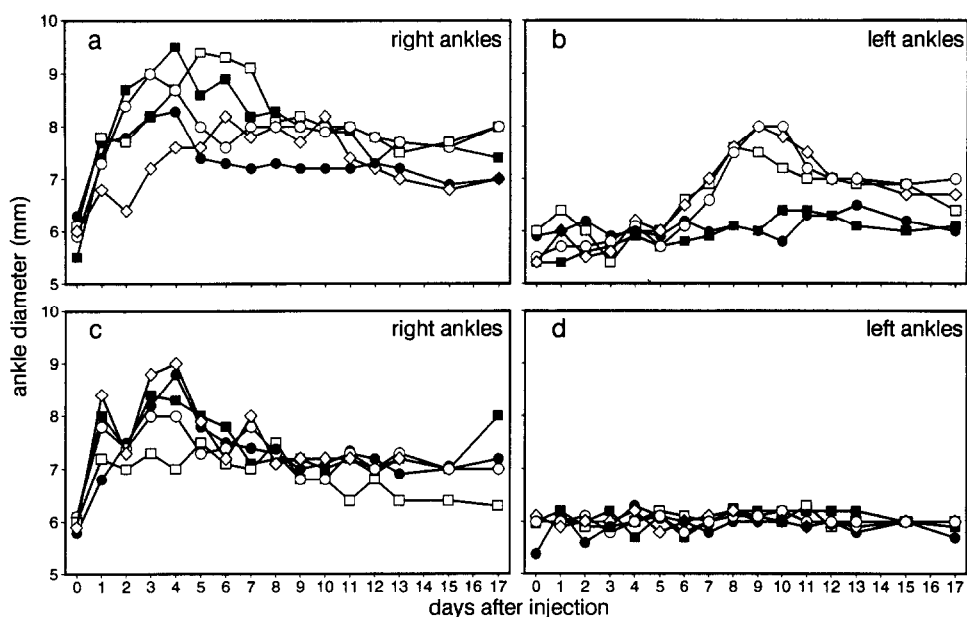 a right ankles
b left ankles
10
9
8
7
6
5
c right ankles
d left ankles
10
9
8
7
6
5
ankle diameter (mm)
0 1 2 3 4 5 6 7 8 9 10 11 12 13 15 17
0 1 2 3 4 5 6 7 8 9 10 11 12 13 14 15 16 17
days after injection